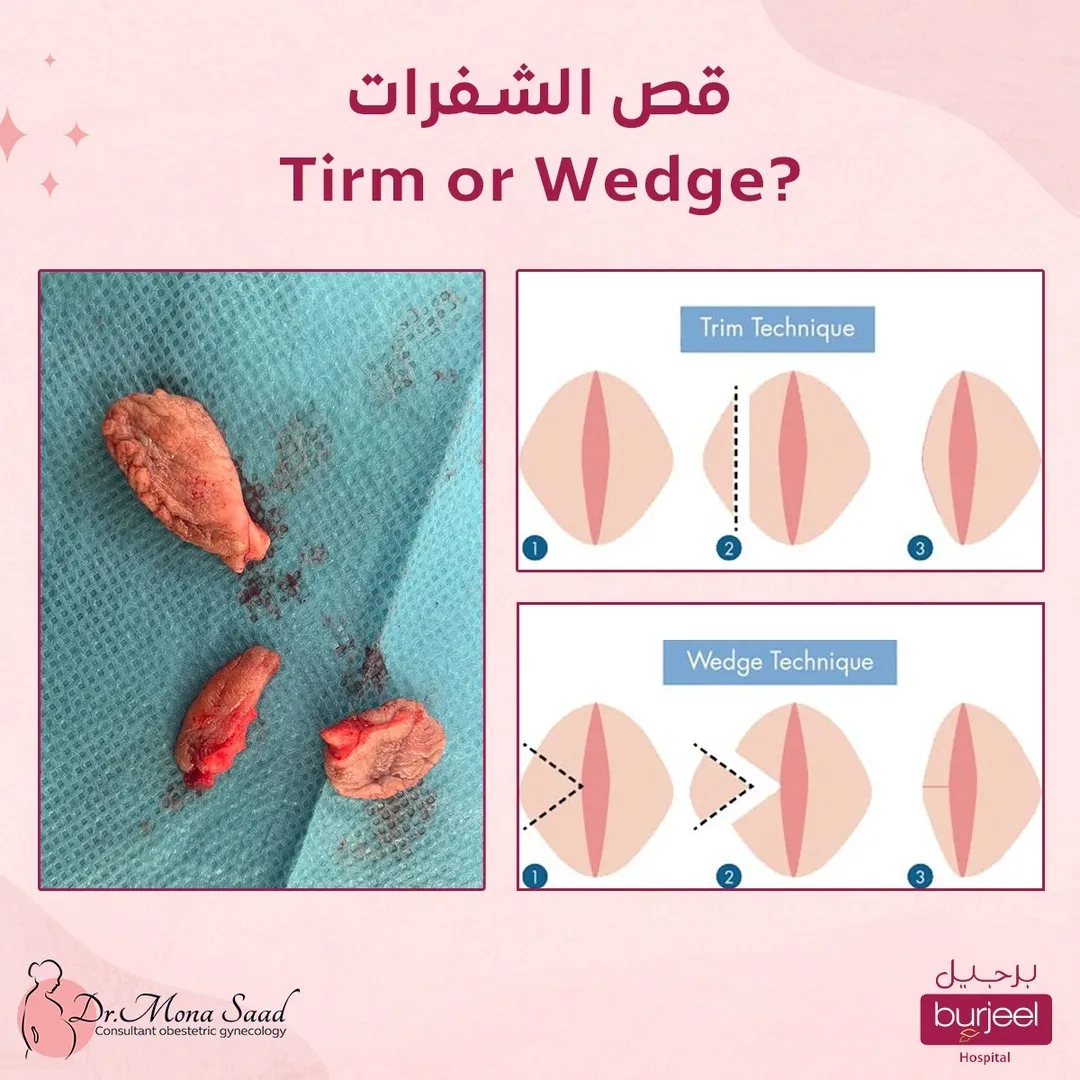 قص الشفرات
Tirm or Wedge?
Trim Technique
1
2
3
Wedge Technique
1
2
3
Dr.Mona Saad
Consultant obestetric gynecology
برجيل
burjeel
Hospital